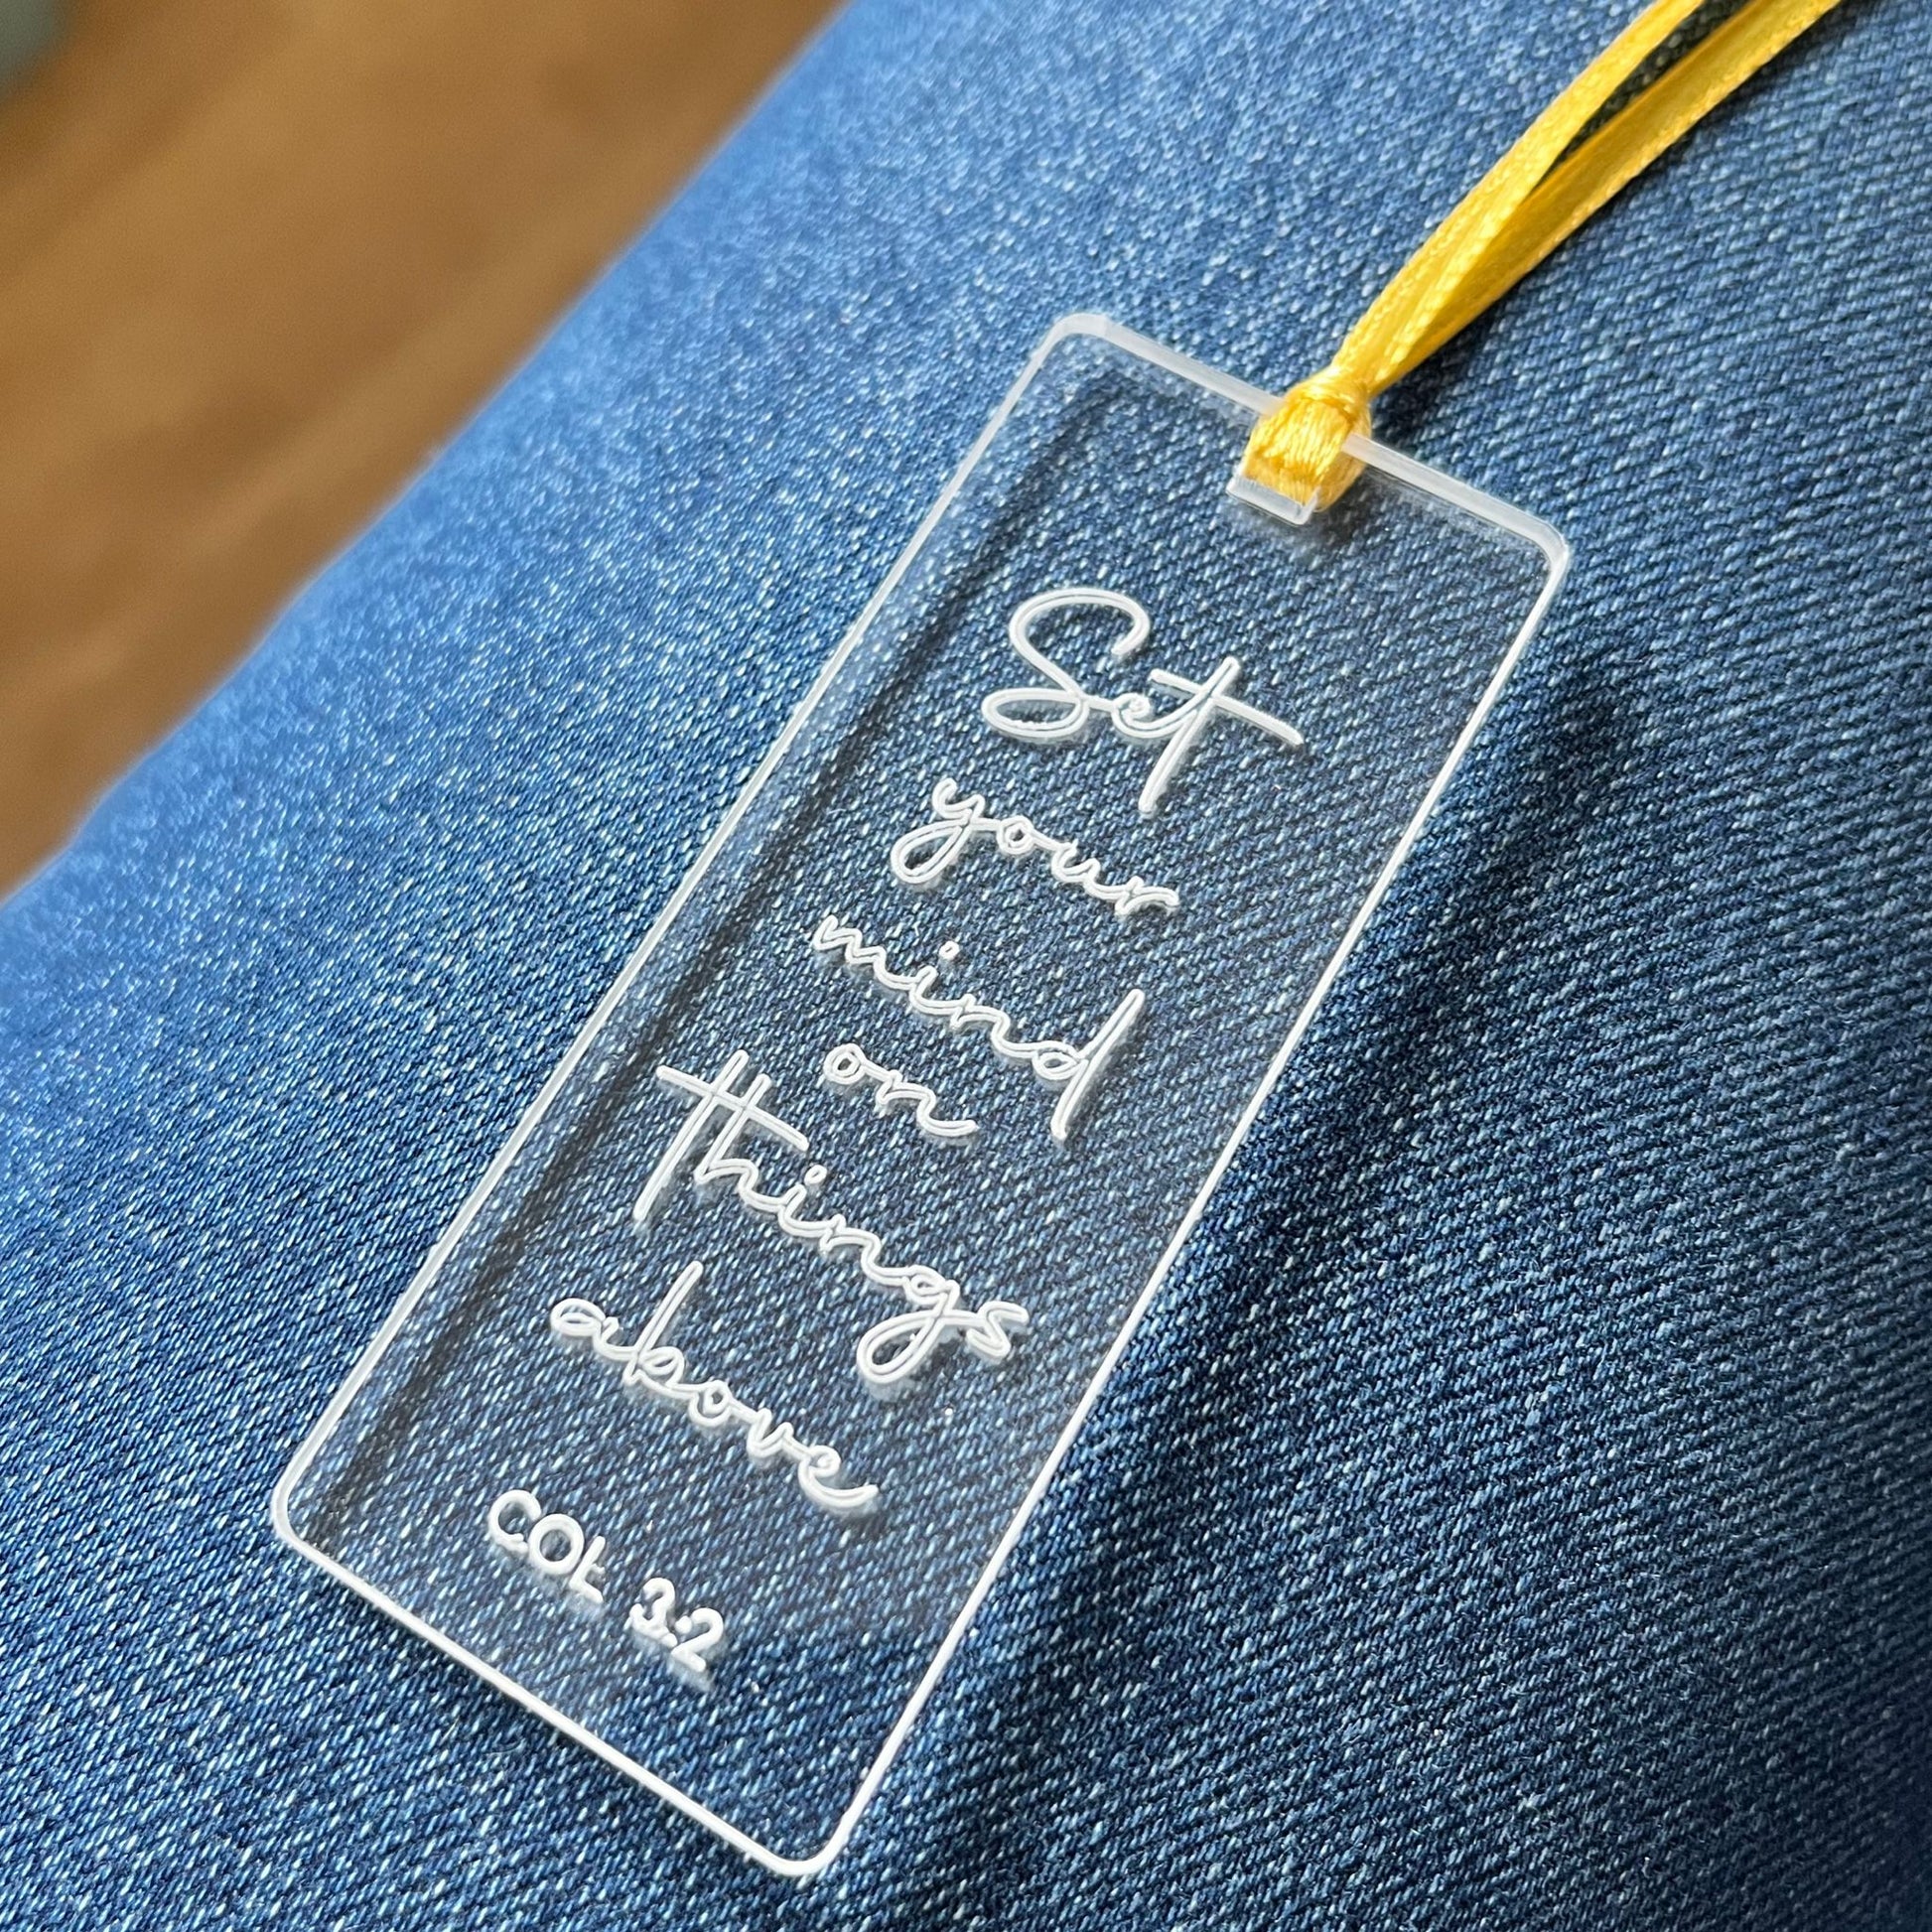 Set
your
mind
on
things
above
COL 3:2